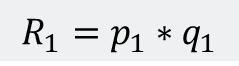 R₁ = p₁ * q₁